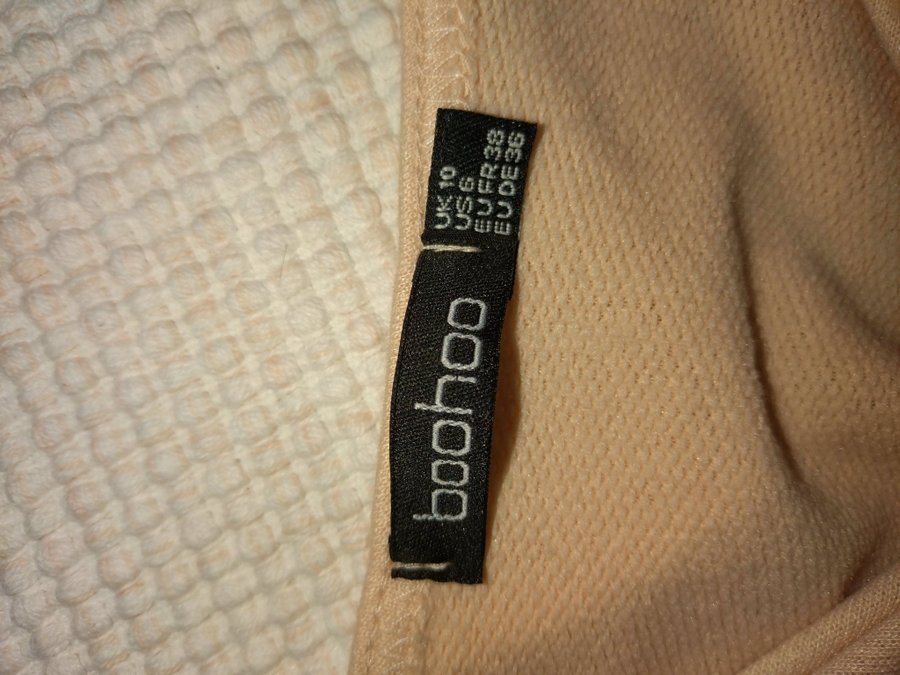 UK 10
US 6
EU FR 38
EU DE 36
boohoo